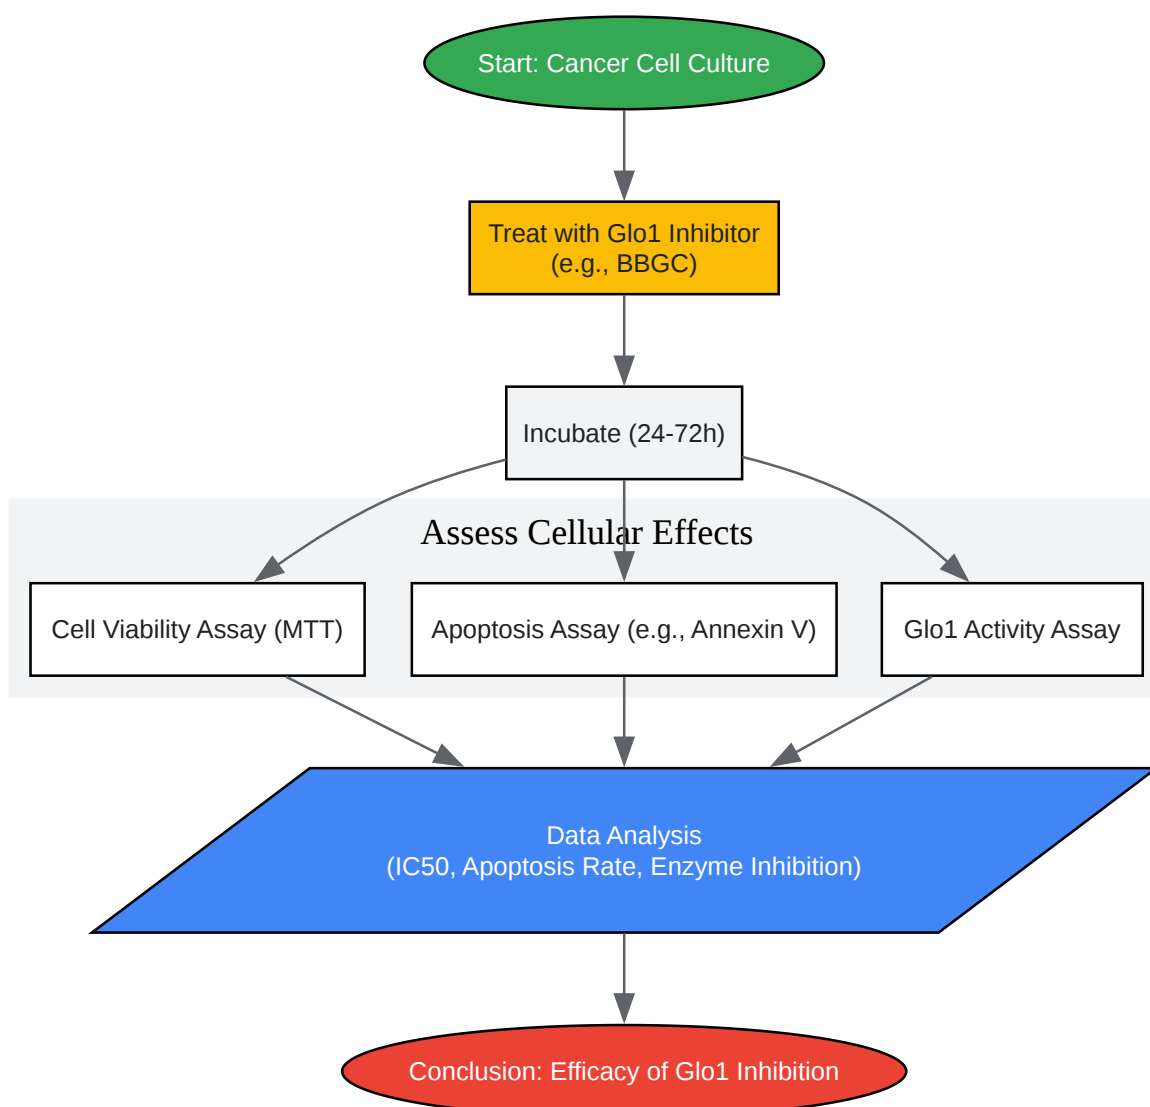 Start: Cancer Cell Culture
Treat with Glo1 Inhibitor
(e.g., BBGC)
Incubate (24-72h)
Assess Cellular Effects
Cell Viability Assay (MTT)
Apoptosis Assay (e.g., Annexin V)
Glo1 Activity Assay
Data Analysis
(IC50, Apoptosis Rate, Enzyme Inhibition)
Conclusion: Efficacy of Glo1 Inhibition